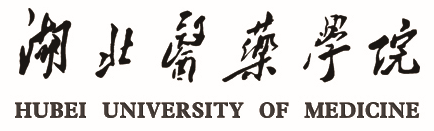 湖北醫藥學院
HUBEI UNIVERSITY OF MEDICINE